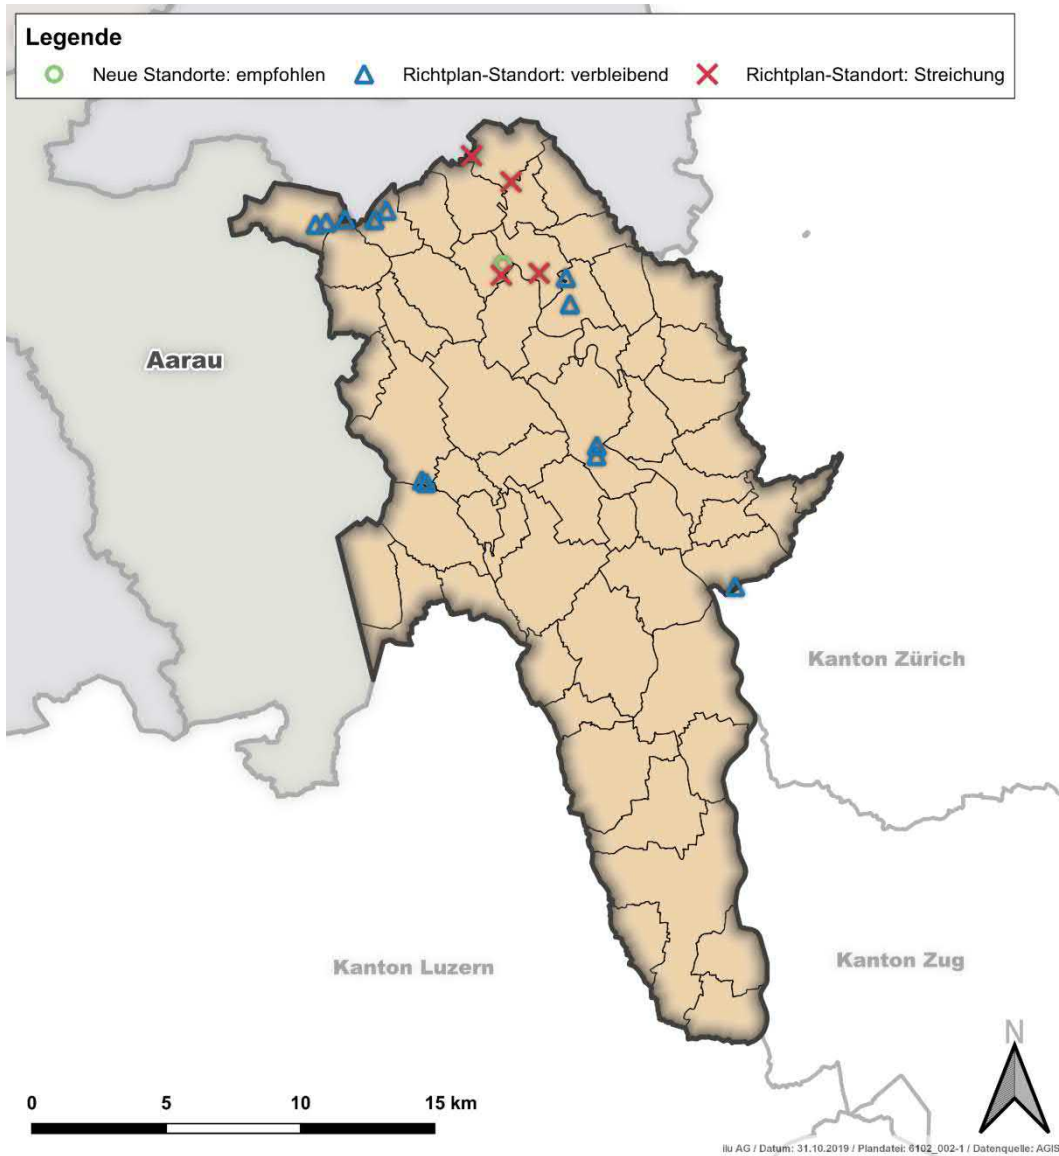 Legende
Neue Standorte: empfohlen Richtplan-Standort: verbleibend Richtplan-Standort: Streichung
Aarau
Kanton Zürich
Kanton Luzern
Kanton Zug
N
0 5 10 15 km
ilu AG / Datum: 31.10.2019 / Plandatei: 6102_002-1 / Datenquelle: AGIS